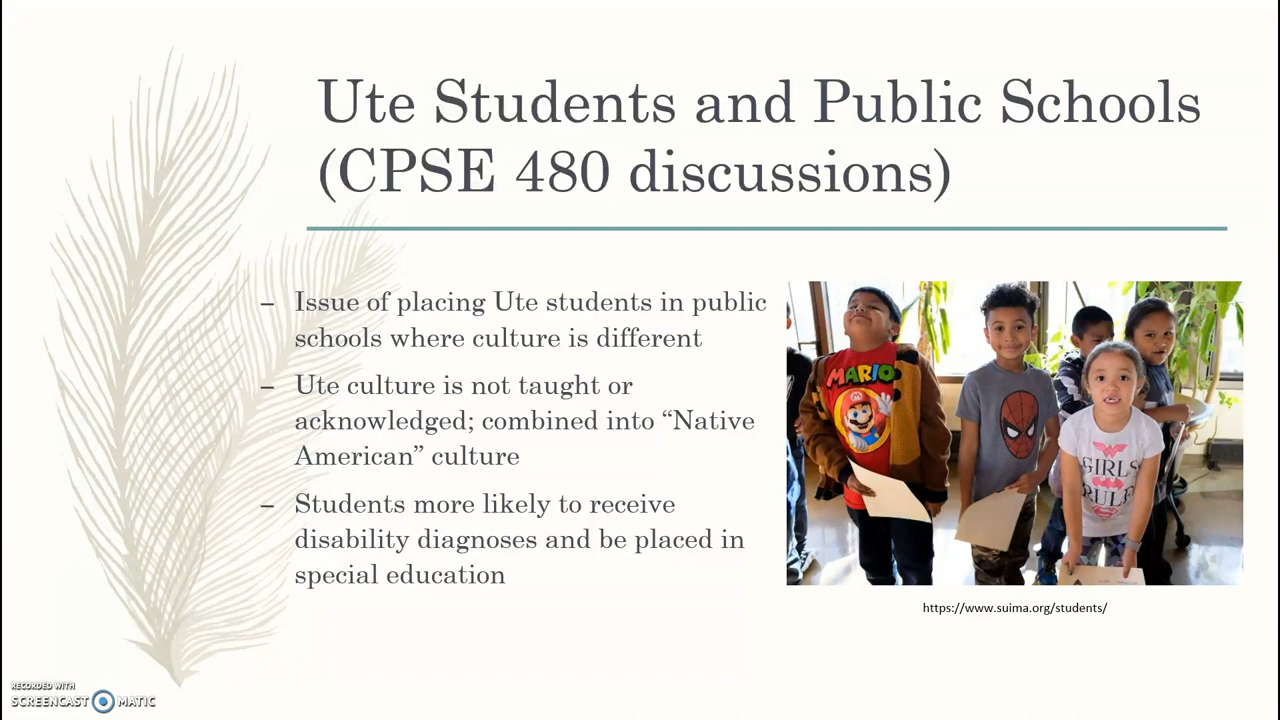 Ute Students and Public Schools
(CPSE 480 discussions)
– Issue of placing Ute students in public
schools where culture is different
– Ute culture is not taught or
acknowledged; combined into “Native
American” culture
– Students more likely to receive
disability diagnoses and be placed in
special education
MARIO
GIRLS
RULE
https://www.suima.org/students/
RECORDED WITH
SCREENCAST MATIC